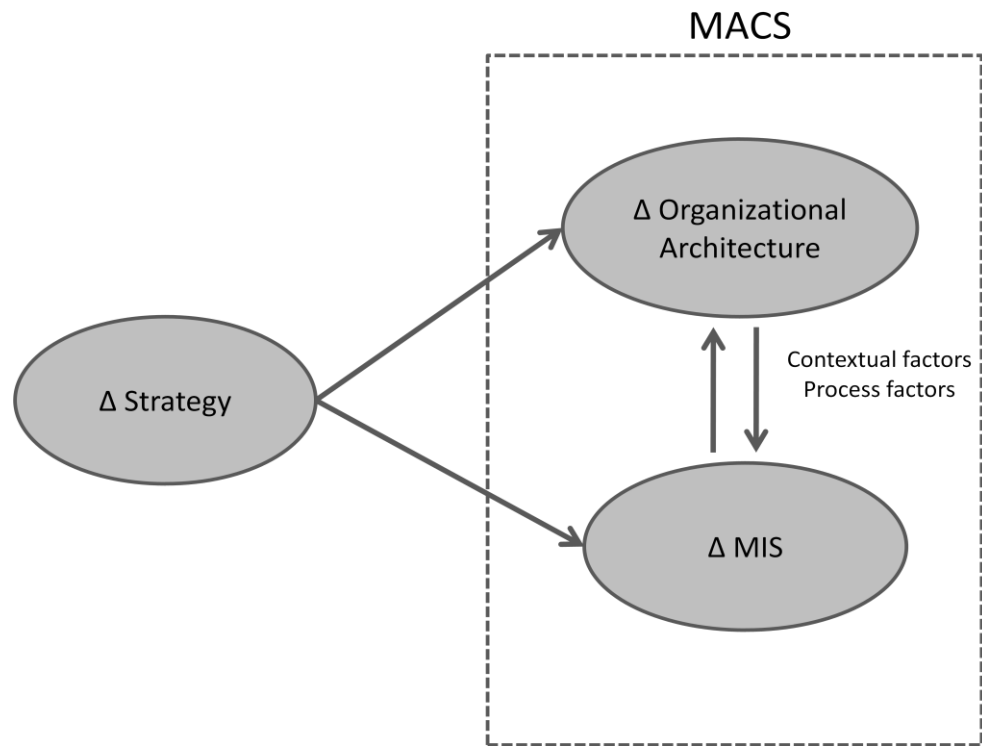 MACS
Δ Organizational
Architecture
Contextual factors
Process factors
Δ Strategy
Δ MIS